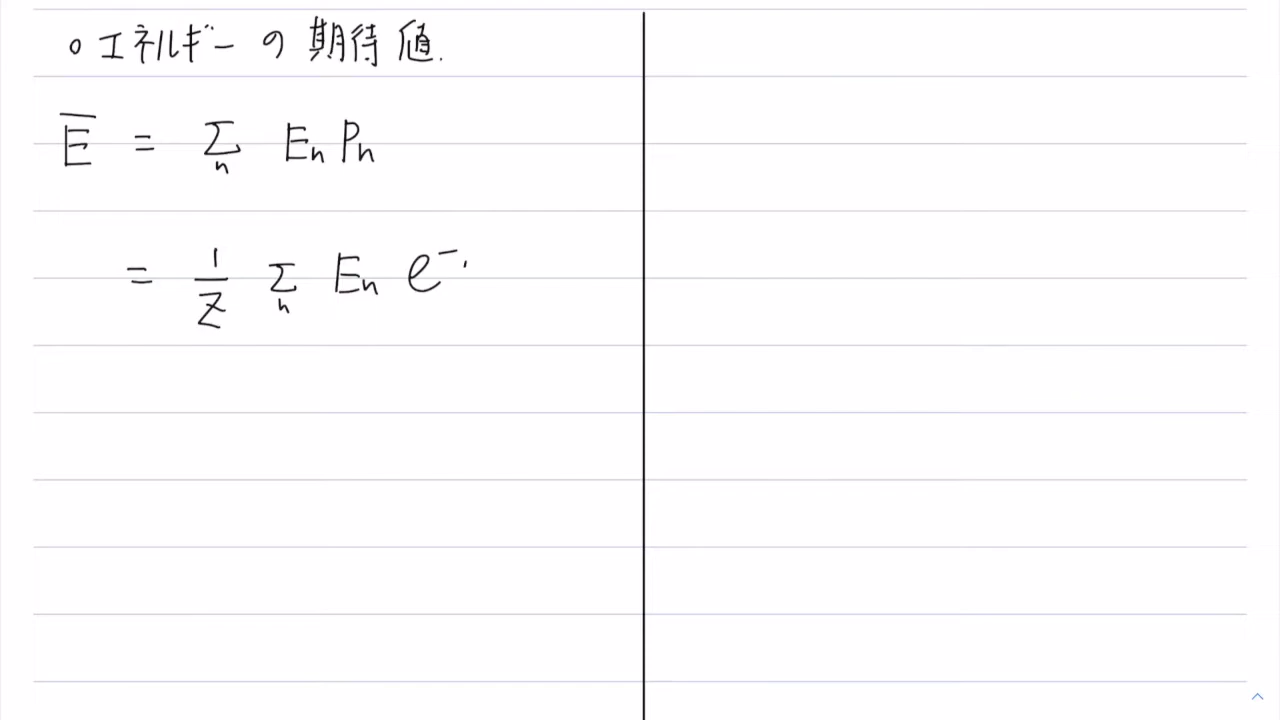 ○ エネルギーの期待値.
Ē = Σ_n E_n P_n
= 1/Z Σ_n E_n e^-